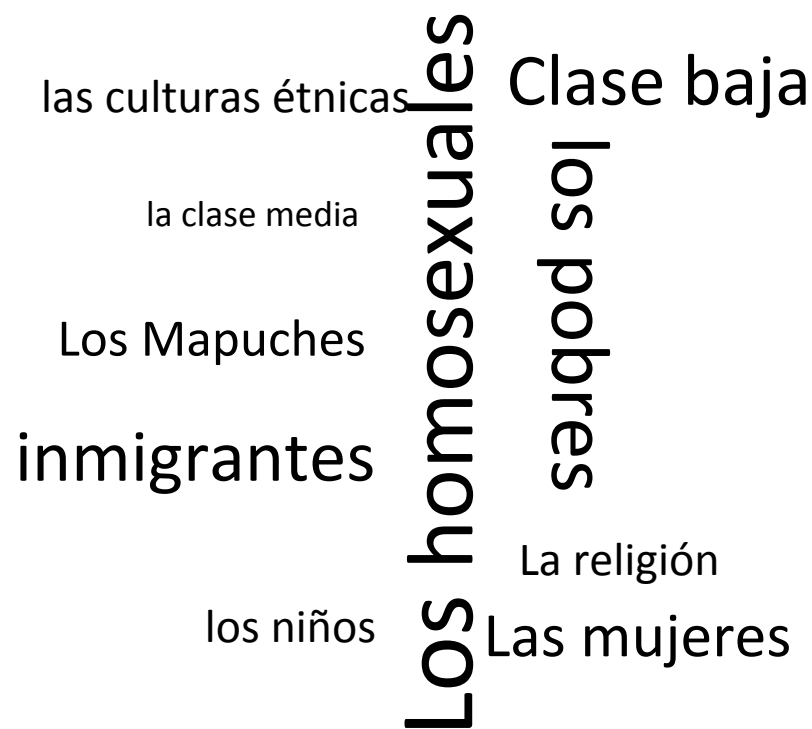 las culturas étnicas
la clase media
Los Mapuches
inmigrantes
los niños
Los homosexuales
Clase baja
los pobres
La religión
Las mujeres